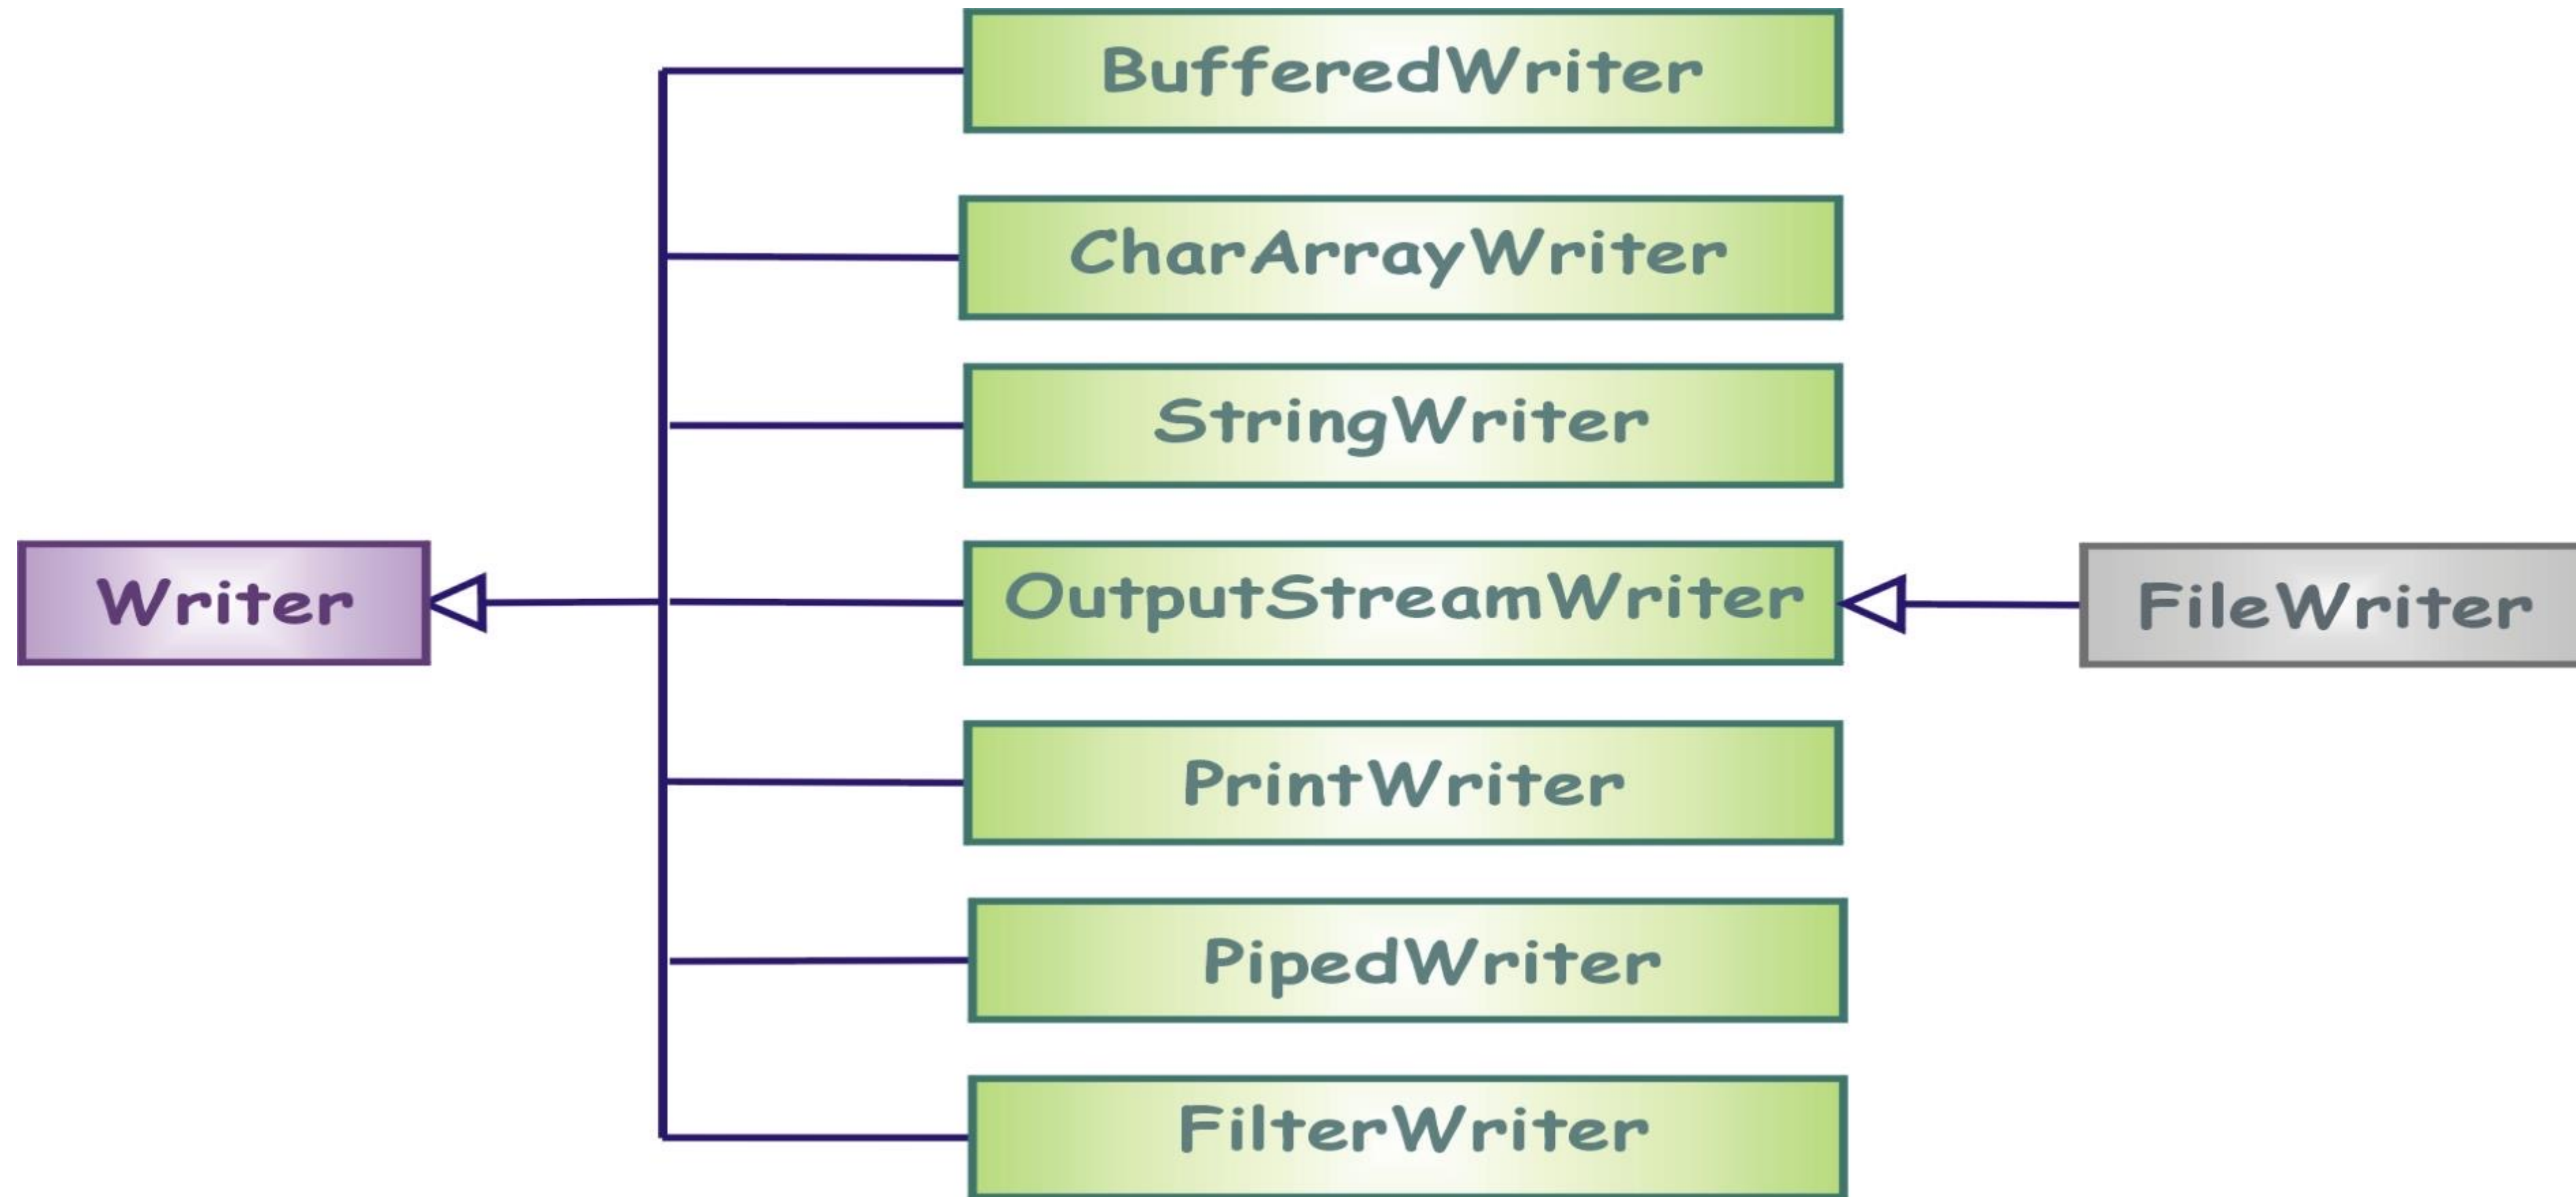 BufferedWriter
CharArrayWriter
StringWriter
Writer
OutputStreamWriter
FileWriter
PrintWriter
PipedWriter
FilterWriter